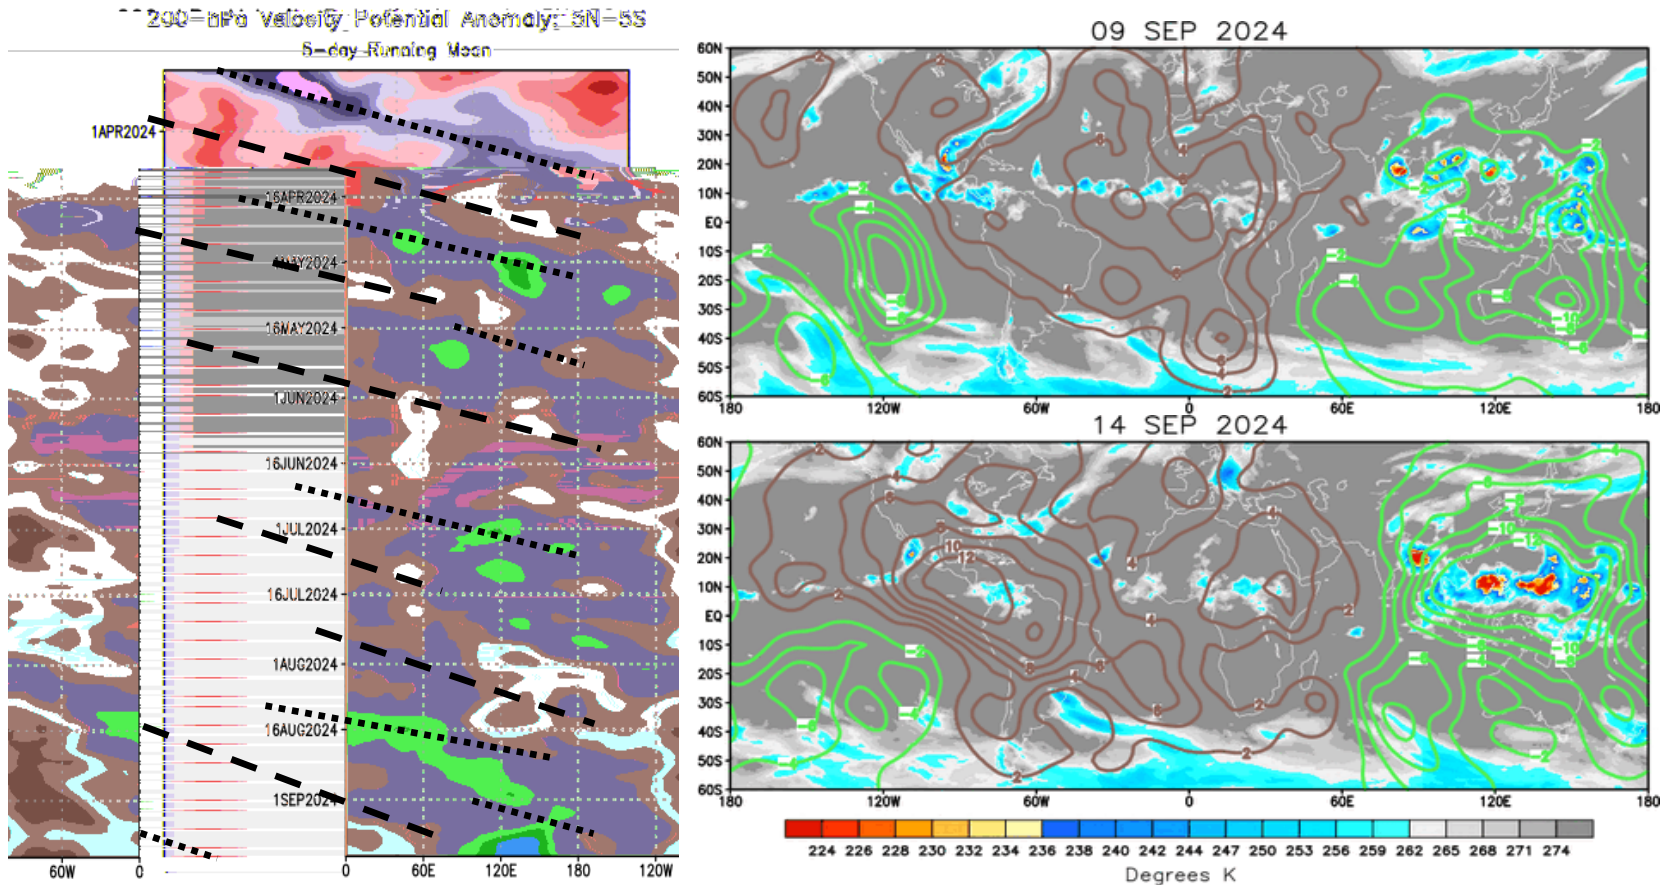 200-hPa Velocity Potential Anomaly: 5N-5S
5-day Running Mean
1APR2024
16APR2024
1MAY2024
16MAY2024
1JUN2024
16JUN2024
1JUL2024
16JUL2024
1AUG2024
16AUG2024
1SEP2024
60W 0 0 60E 120E 180 120W
09 SEP 2024
60N
50N
40N
30N
20N
10N
EQ
10S
20S
30S
40S
50S
60S
180 120W 60W 0 60E 120E 180
14 SEP 2024
60N
50N
40N
30N
20N
10N
EQ
10S
20S
30S
40S
50S
60S
180 120W 60W 0 60E 120E 180
224 226 228 230 232 234 236 238 240 242 244 247 250 253 256 259 262 265 268 271 274
Degrees K